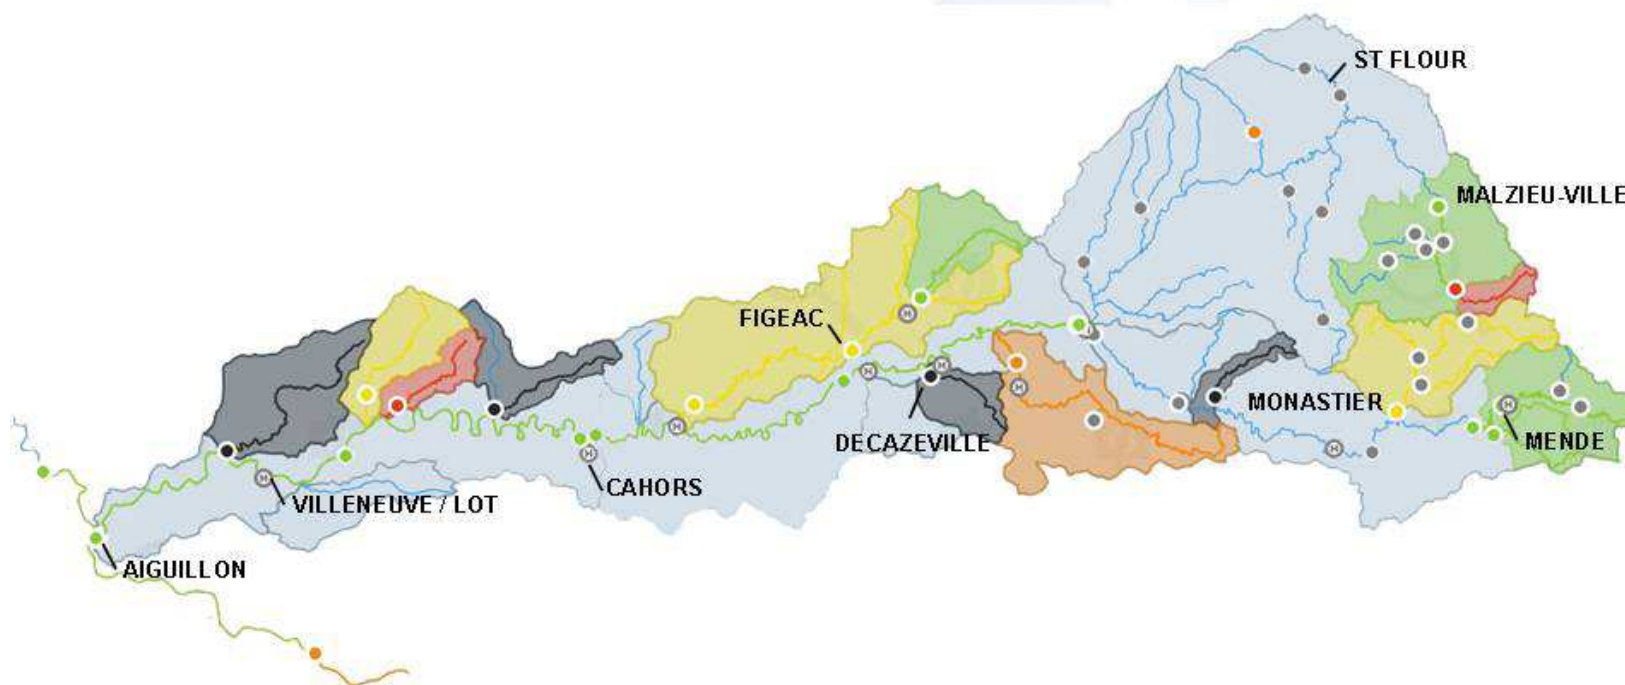 ST FLOUR
MALZIEU-VILLE
FIGEAC
MONASTIER
DECAZEVILLE
MENDE
CAHORS
VILLENEUVE / LOT
AIGUILLON
H
H
H
H
H
H
H
H
H